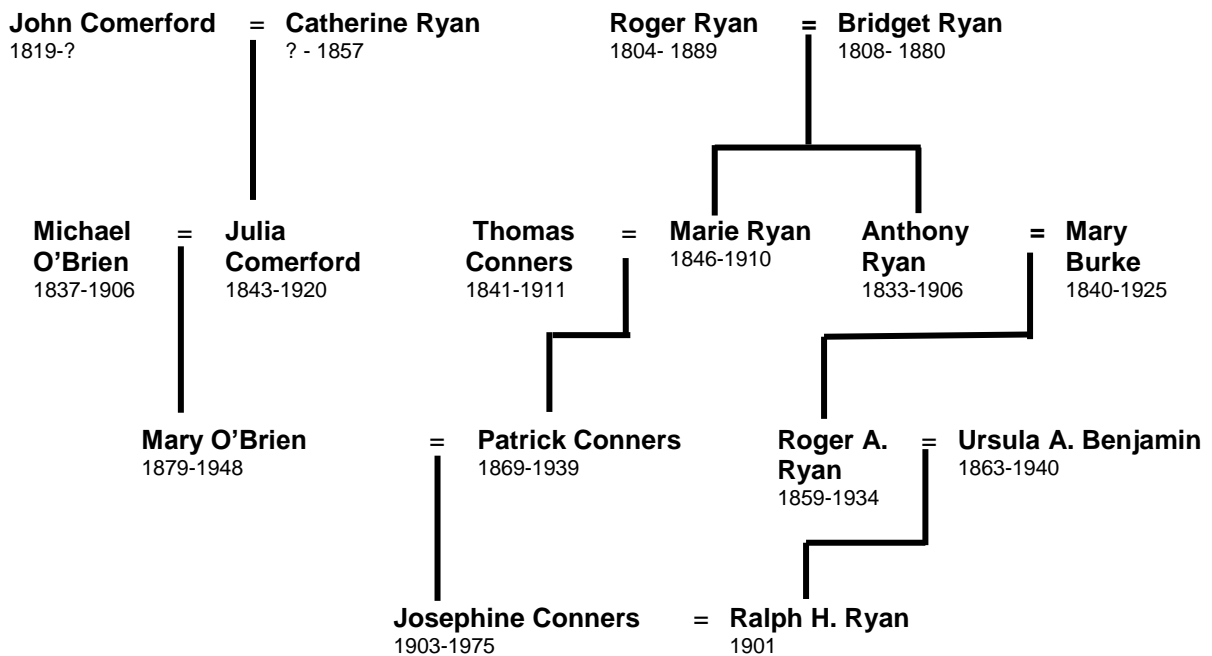 John Comerford = Catherine Ryan Roger Ryan = Bridget Ryan
1819-? ? - 1857 1804- 1889 1808- 1880
Michael = Julia Thomas = Marie Ryan Anthony = Mary
O'Brien Comerford Conners 1846-1910 Ryan Burke
1837-1906 1843-1920 1841-1911 1833-1906 1840-1925
Mary O'Brien = Patrick Conners Roger A. = Ursula A. Benjamin
1879-1948 1869-1939 Ryan 1863-1940
1859-1934
Josephine Conners = Ralph H. Ryan
1903-1975 1901